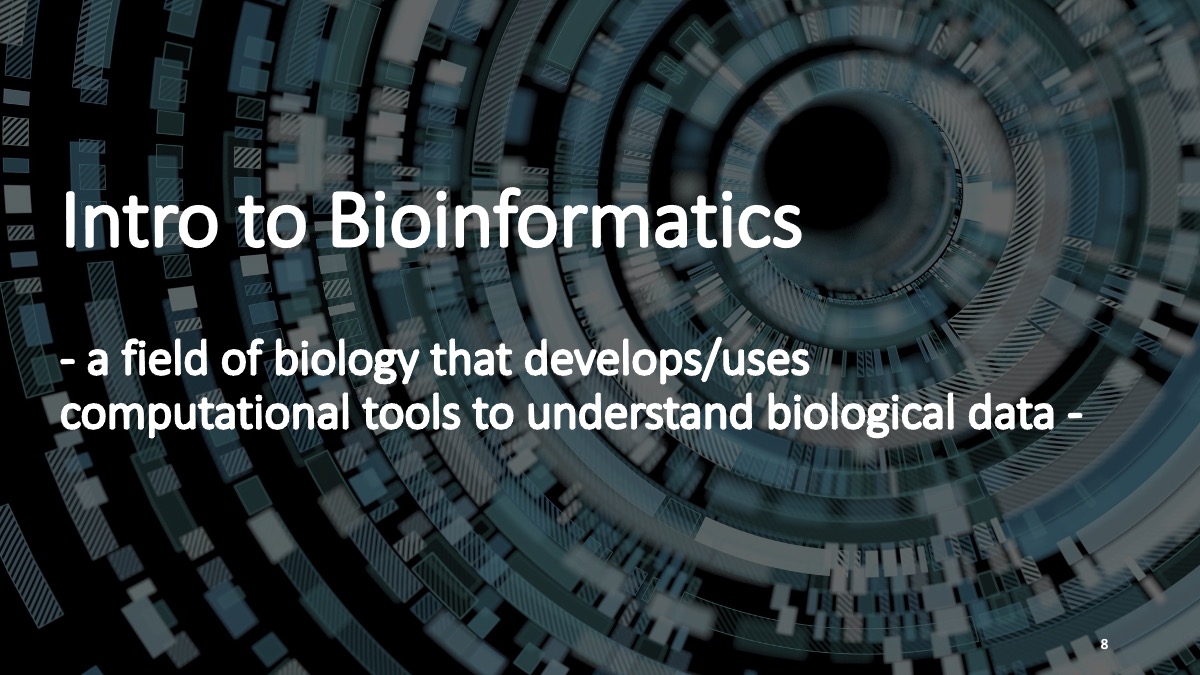 Intro to Bioinformatics
- a field of biology that develops/uses
computational tools to understand biological data -
8